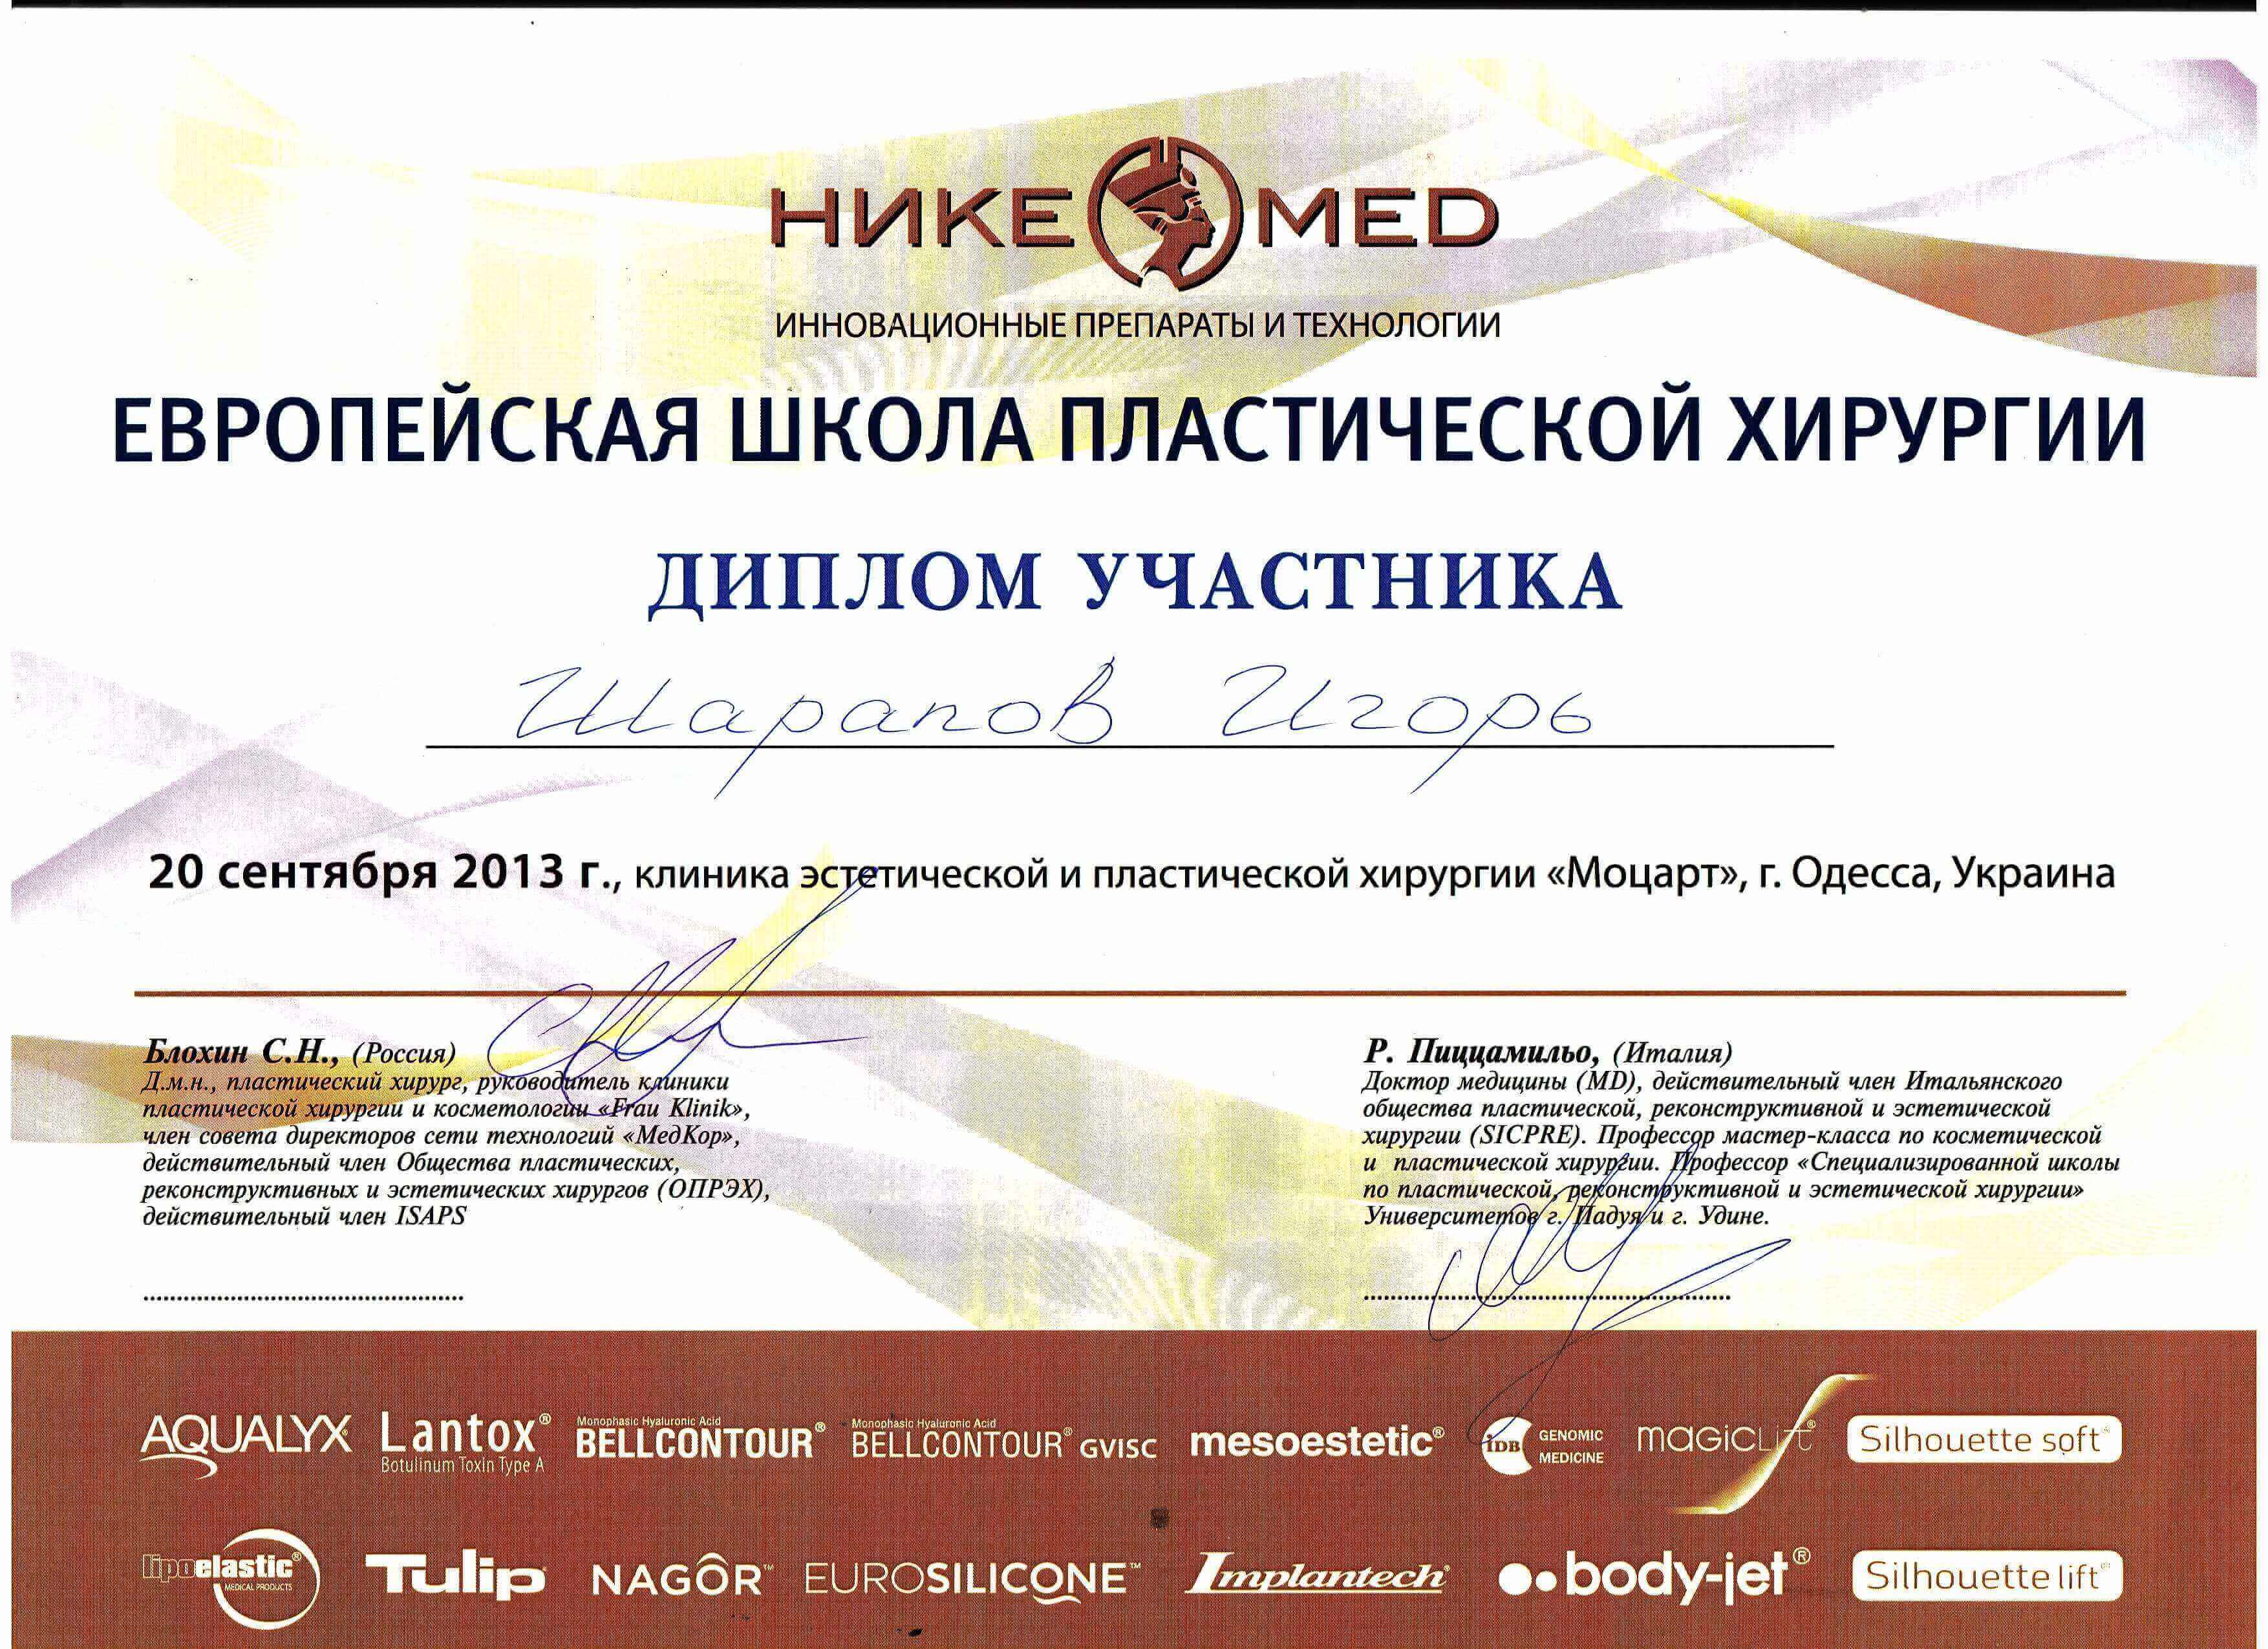 НИКЕ MED
ИННОВАЦИОННЫЕ ПРЕПАРАТЫ И ТЕХНОЛОГИИ
ЕВРОПЕЙСКАЯ ШКОЛА ПЛАСТИЧЕСКОЙ ХИРУРГИИ
ДИПЛОМ УЧАСТНИКА
Шарапов Игорь
20 сентября 2013 г., клиника эстетической и пластической хирургии «Моцарт», г. Одесса, Украина
Блохин С.Н., (Россия)
Д.м.н., пластический хирург, руководитель клиники
пластической хирургии и косметологии «Frau Klinik»,
член совета директоров сети технологий «МедКор»,
действительный член Общества пластических,
реконструктивных и эстетических хирургов (ОПРЭХ),
действительный член ISAPS
Р. Пиццамильо, (Италия)
Доктор медицины (MD), действительный член Итальянского
общества пластической, реконструктивной и эстетической
хирургии (SICPRE). Профессор мастер-класса по косметической
и пластической хирургии. Профессор «Специализированной школы
по пластической, реконструктивной и эстетической хирургии»
Университетов г. Падуя и г. Удине.
AQUALYX Lantox® Botulinum Toxin Type A Monophasic Hyaluronic Acid BELLCONTOUR® Monophasic Hyaluronic Acid BELLCONTOUR® GVISC mesoestetic® IDB GENOMIC MEDICINE MAGICLIFT® Silhouette soft®
lipoelastic® MEDICAL PRODUCTS Tulip NAGÔR™ EUROSILICONE™ Implantech® body-jet® Silhouette lift®